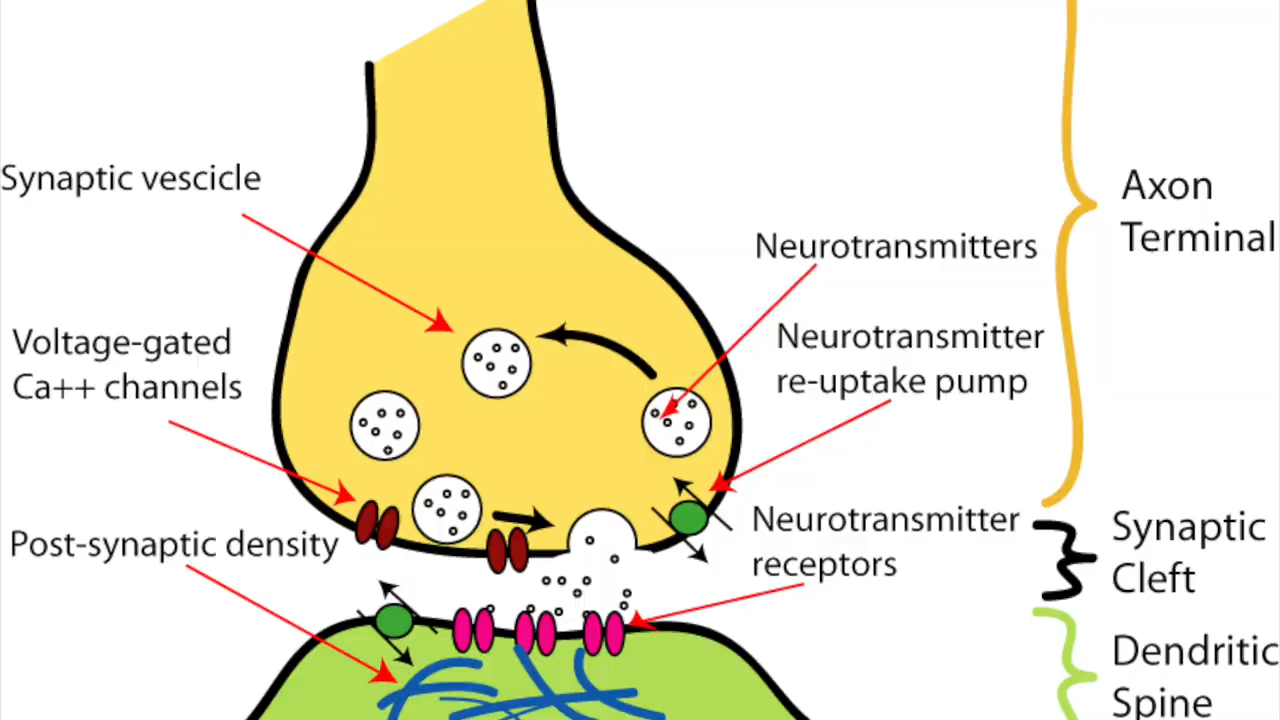 Synaptic vescicle
Voltage-gated
Ca++ channels
Post-synaptic density
Neurotransmitters
Neurotransmitter
re-uptake pump
Neurotransmitter
receptors
Axon
Terminal
Synaptic
Cleft
Dendritic
Spine